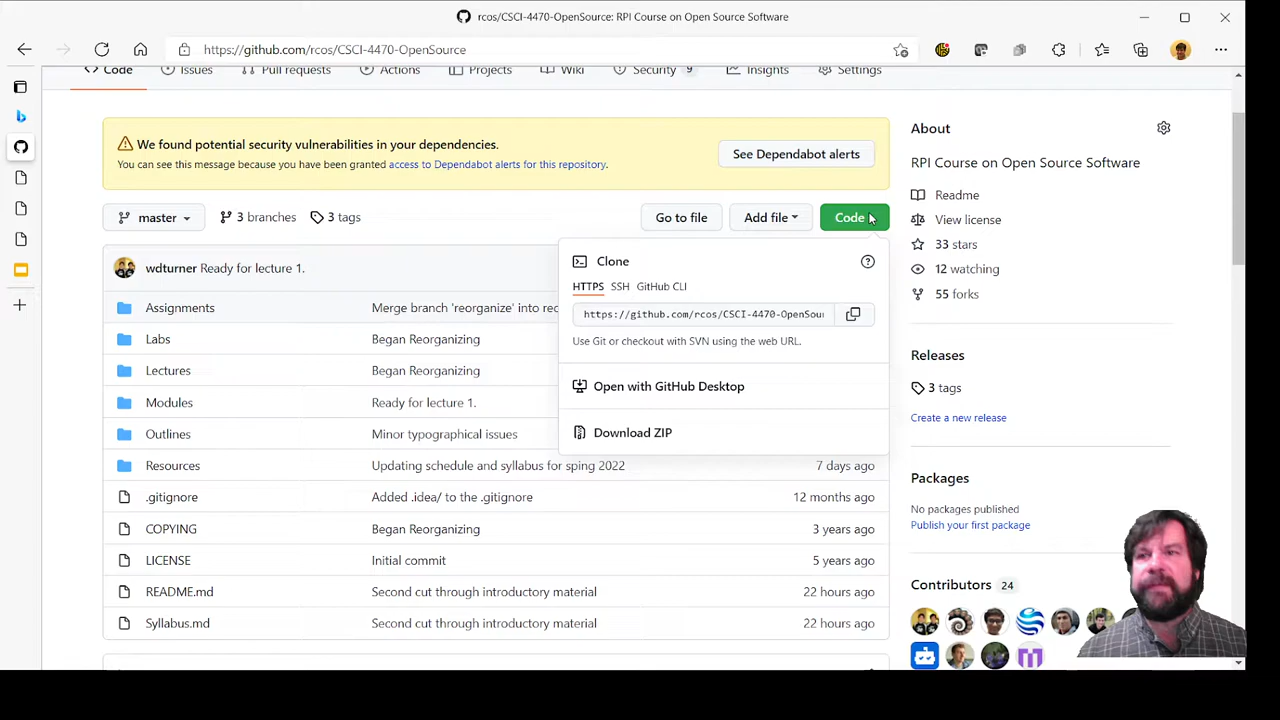 rcos/CSCI-4470-OpenSource: RPI Course on Open Source Software
https://github.com/rcos/CSCI-4470-OpenSource
Code Issues Pull requests Actions Projects Wiki Security 9 Insights Settings
We found potential security vulnerabilities in your dependencies.
You can see this message because you have been granted access to Dependabot alerts for this repository.
See Dependabot alerts
master 3 branches 3 tags Go to file Add file Code
wdturner Ready for lecture 1.
Assignments Merge branch 'reorganize' into rec
Labs Began Reorganizing
Lectures Began Reorganizing
Modules Ready for lecture 1.
Outlines Minor typographical issues
Resources Updating schedule and syllabus for sping 2022 7 days ago
.gitignore Added .idea/ to the .gitignore 12 months ago
COPYING Began Reorganizing 3 years ago
LICENSE Initial commit 5 years ago
README.md Second cut through introductory material 22 hours ago
Syllabus.md Second cut through introductory material 22 hours ago
Clone
HTTPS SSH GitHub CLI
https://github.com/rcos/CSCI-4470-OpenSou
Use Git or checkout with SVN using the web URL.
Open with GitHub Desktop
Download ZIP
About
RPI Course on Open Source Software
Readme
View license
33 stars
12 watching
55 forks
Releases
3 tags
Create a new release
Packages
No packages published
Publish your first package
Contributors 24